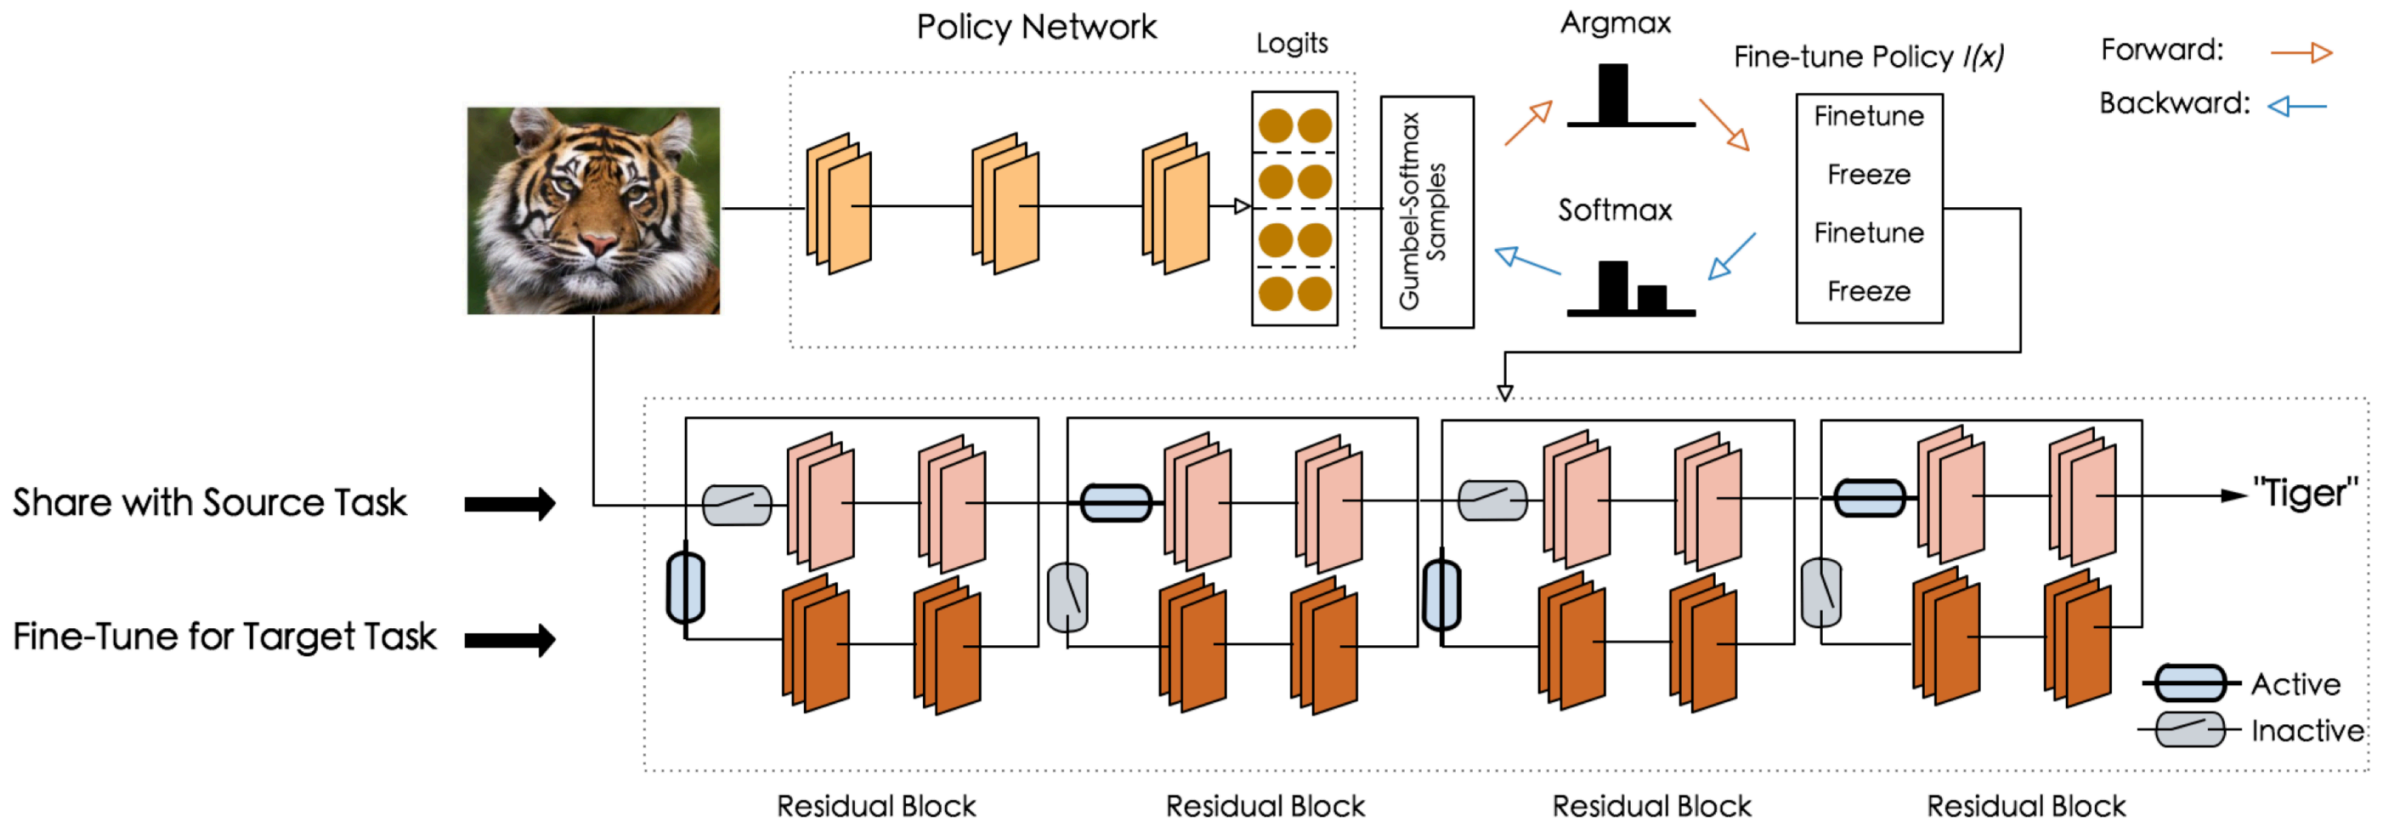 Policy Network
Logits
Argmax
Fine-tune Policy I(x)
Forward:
Backward:
Gumbel-Softmax
Samples
Softmax
Finetune
Freeze
Finetune
Freeze
Share with Source Task
"Tiger"
Fine-Tune for Target Task
Active
Inactive
Residual Block
Residual Block
Residual Block
Residual Block